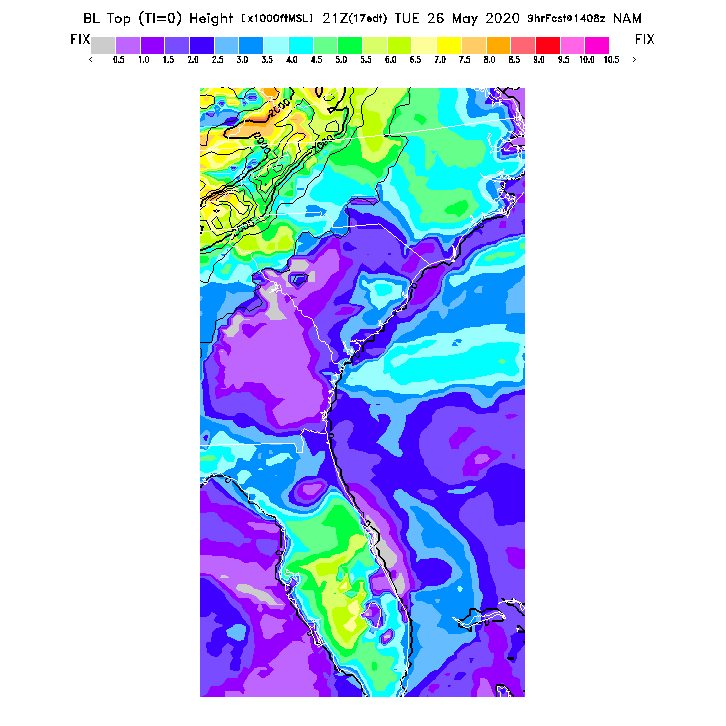 BL Top (TI=0) Height [x1000ftMSL] 21Z(17edt) TUE 26 May 2020 9hrFcst@1408z NAM
FIX FIX
< 0.5 1.0 1.5 2.0 2.5 3.0 3.5 4.0 4.5 5.0 5.5 6.0 6.5 7.0 7.5 8.0 8.5 9.0 9.5 10.0 10.5 >
2000
2000
2000